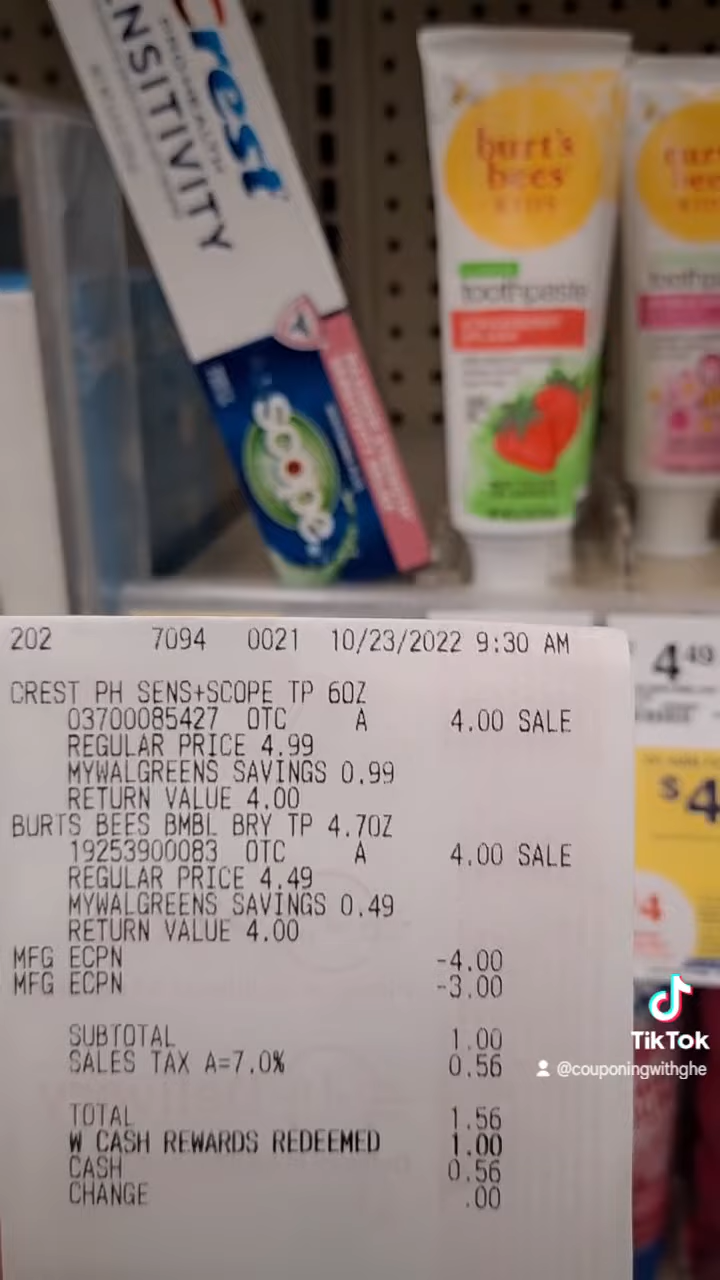 Crest
NSITIVITY
scope
burt's
bees
KIDS
toothpaste
202 7094 0021 10/23/2022 9:30 AM
CREST PH SENS+SCOPE TP 6OZ
03700085427 OTC A 4.00 SALE
REGULAR PRICE 4.99
MYWALGREENS SAVINGS 0.99
RETURN VALUE 4.00
BURTS BEES BMBL BRY TP 4.7OZ
19253900083 OTC A 4.00 SALE
REGULAR PRICE 4.49
MYWALGREENS SAVINGS 0.49
RETURN VALUE 4.00
MFG ECPN -4.00
MFG ECPN -3.00
SUBTOTAL 1.00
SALES TAX A=7.0% 0.56
TOTAL 1.56
W CASH REWARDS REDEEMED 1.00
CASH 0.56
CHANGE .00
4 49
$4
4
TikTok
@couponingwithghe